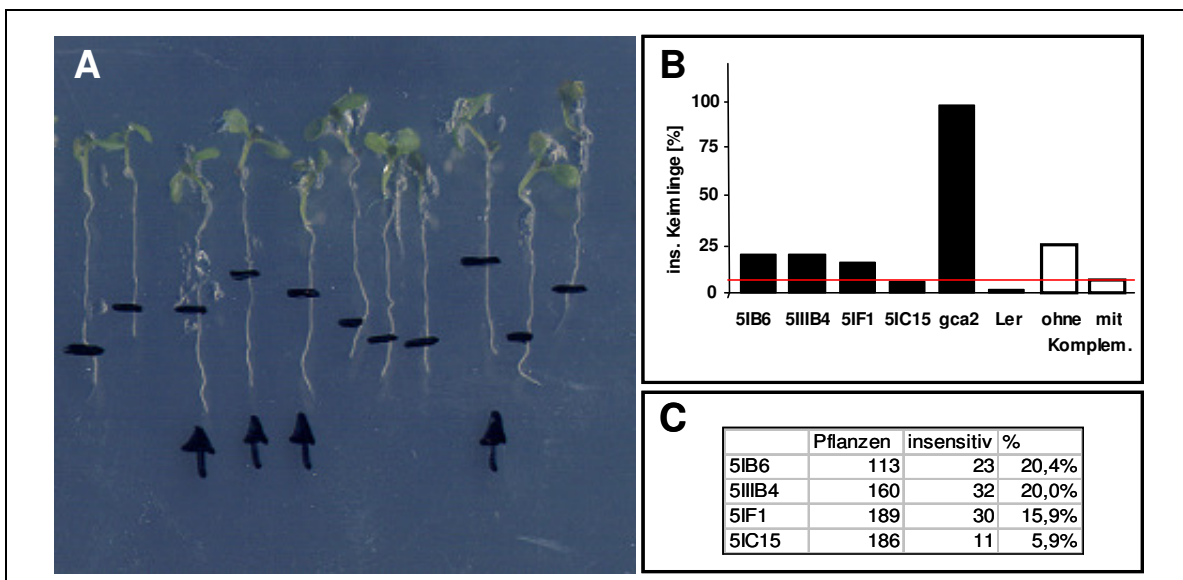 A
B
ins. Keimlinge [%]
100
75
50
25
0
5IB6 5IIIB4 5IF1 5IC15 gca2 Ler ohne mit
Komplem.
C
Pflanzen insensitiv %
5IB6 113 23 20,4%
5IIIB4 160 32 20,0%
5IF1 189 30 15,9%
5IC15 186 11 5,9%